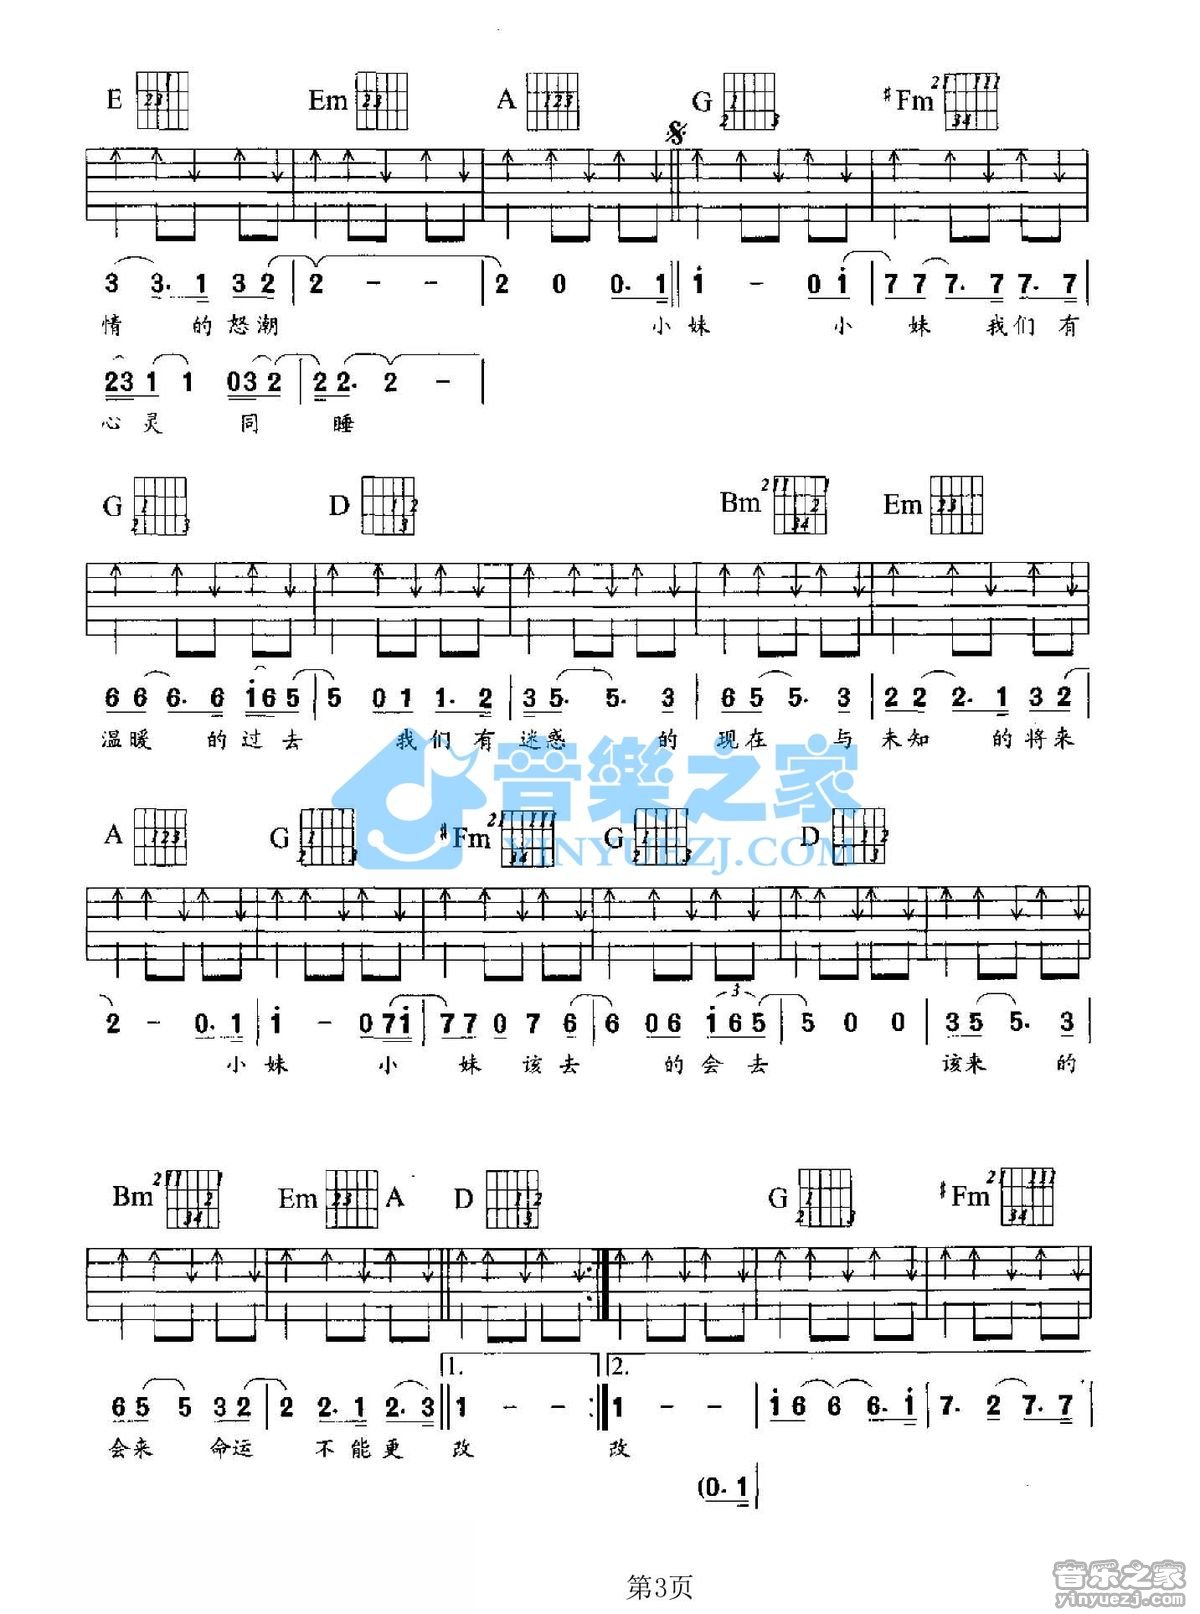 E Em A G ♯Fm
3 3. 1 3 2 | 2 - - | 2 0 0. 1 || i - 0 i | 7 7 7. 7 7. 7 |
情 的 怒 潮 小 妹 小 妹 我 们 有
23 1 1 03 2 | 2 2. 2 - |
心 灵 同 睡
G D Bm Em
6 6 6. 6 i 6 5 | 5 0 1 1. 2 | 3 5. 5. 3 | 6 5 5. 3 | 2 2 2. 1 3 2 |
温 暖 的 过 去 我 们 有 迷 惑 的 现 在 与 未 知 的 将 来
音樂之家
YINYUEZJ.COM
A G ♯Fm G D
2 - 0. 1 | i - 0 7 i | 7 7 0 7 6 | 6 0 6 i 6 5 | 5 0 0 | 3 5 5. 3 |
小 妹 小 妹 该 去 的 会 去 该 来 的
Bm Em A D G ♯Fm
1. 2.
6 5 5 3 2 | 2 2. 1 2. 3 || 1 - - :|| 1 - - | i 6 6 6. i | 7. 2 7. 7 |
会 来 命 运 不 能 更 改 改
(0. 1 |
第3页
音乐之家
yinyuezj.com